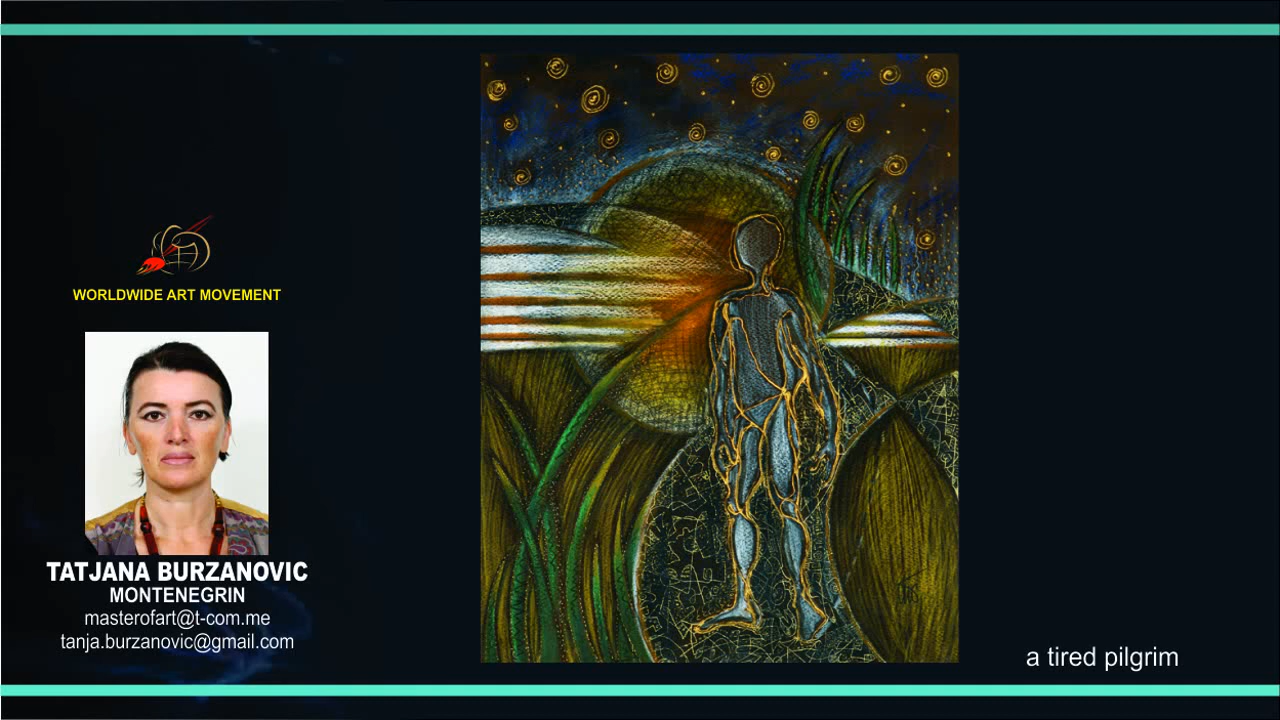 WORLDWIDE ART MOVEMENT
TATJANA BURZANOVIC
MONTENEGRIN
masterofart@t-com.me
tanja.burzanovic@gmail.com
a tired pilgrim